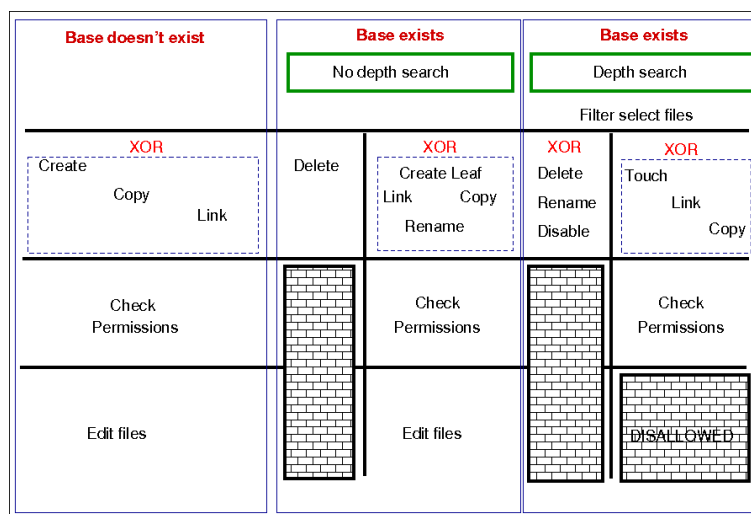 Base doesn't exist
Base exists
Base exists
No depth search
Depth search
Filter select files
XOR
Create
Copy
Link
Delete
XOR
Create Leaf
Link Copy
Rename
XOR
Delete
Rename
Disable
XOR
Touch
Link
Copy
Check
Permissions
Check
Permissions
Check
Permissions
Edit files
Edit files
DISALLOWED